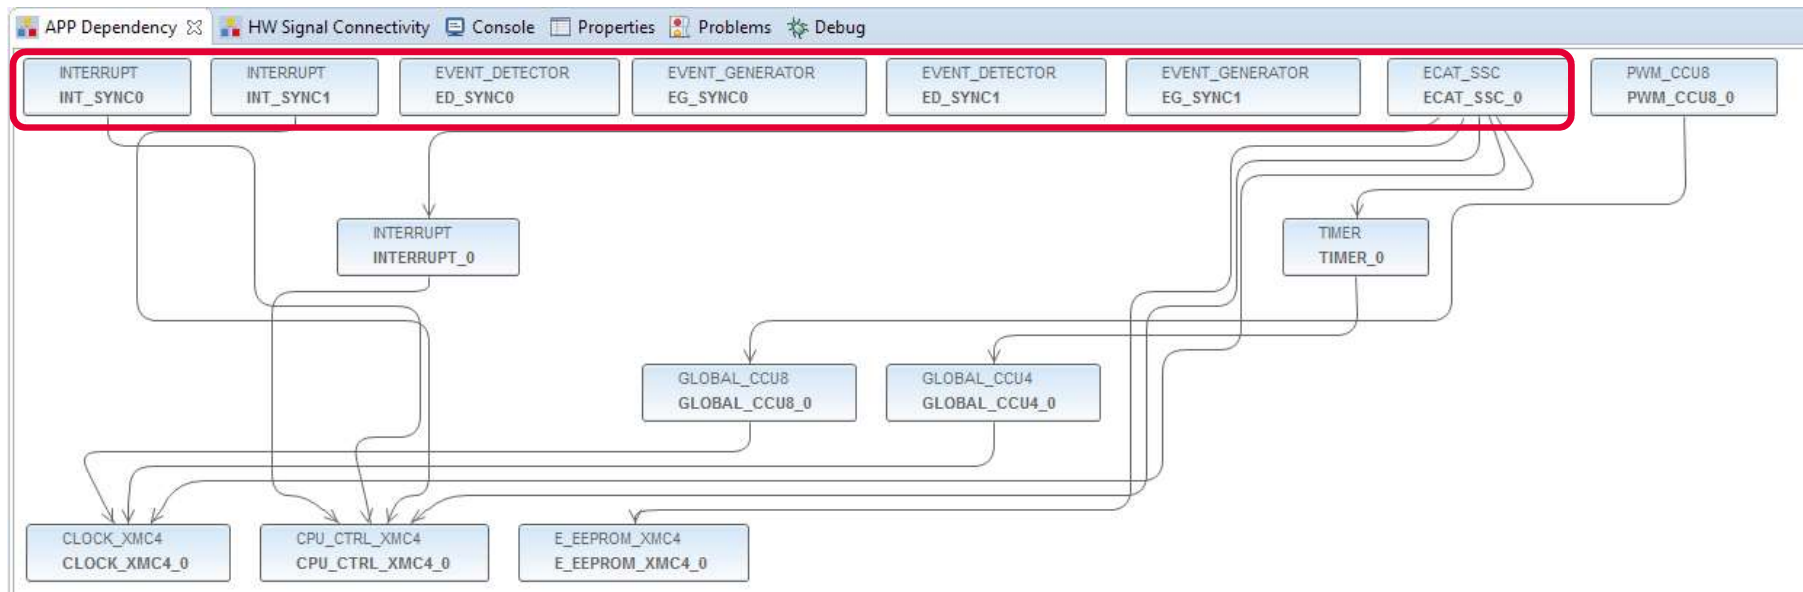 APP Dependency
HW Signal Connectivity
Console
Properties
Problems
Debug
INTERRUPT
INT_SYNC0
INTERRUPT
INT_SYNC1
EVENT_DETECTOR
ED_SYNC0
EVENT_GENERATOR
EG_SYNC0
EVENT_DETECTOR
ED_SYNC1
EVENT_GENERATOR
EG_SYNC1
ECAT_SSC
ECAT_SSC_0
PWM_CCU8
PWM_CCU8_0
INTERRUPT
INTERRUPT_0
TIMER
TIMER_0
GLOBAL_CCU8
GLOBAL_CCU8_0
GLOBAL_CCU4
GLOBAL_CCU4_0
CLOCK_XMC4
CLOCK_XMC4_0
CPU_CTRL_XMC4
CPU_CTRL_XMC4_0
E_EEPROM_XMC4
E_EEPROM_XMC4_0